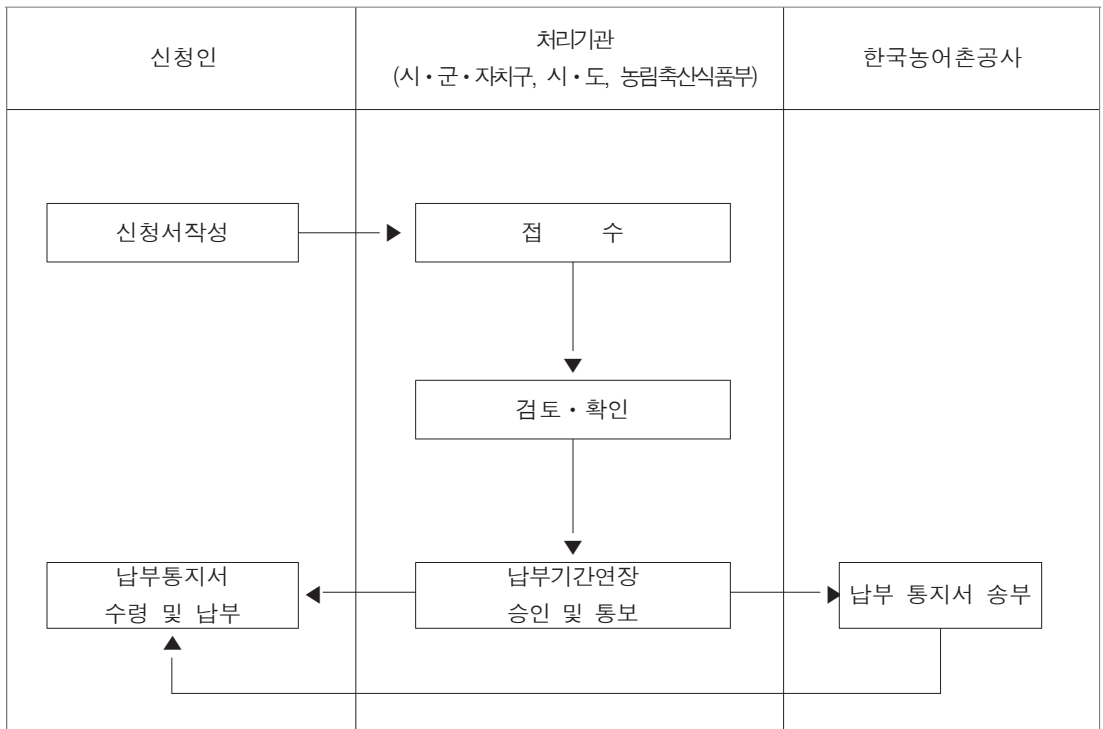 신청인
처리기관
(시・군・자치구, 시・도, 농림축산식품부)
한국농어촌공사
신청서작성
접 수
검토・확인
납부통지서
수령 및 납부
납부기간연장
승인 및 통보
납부 통지서 송부